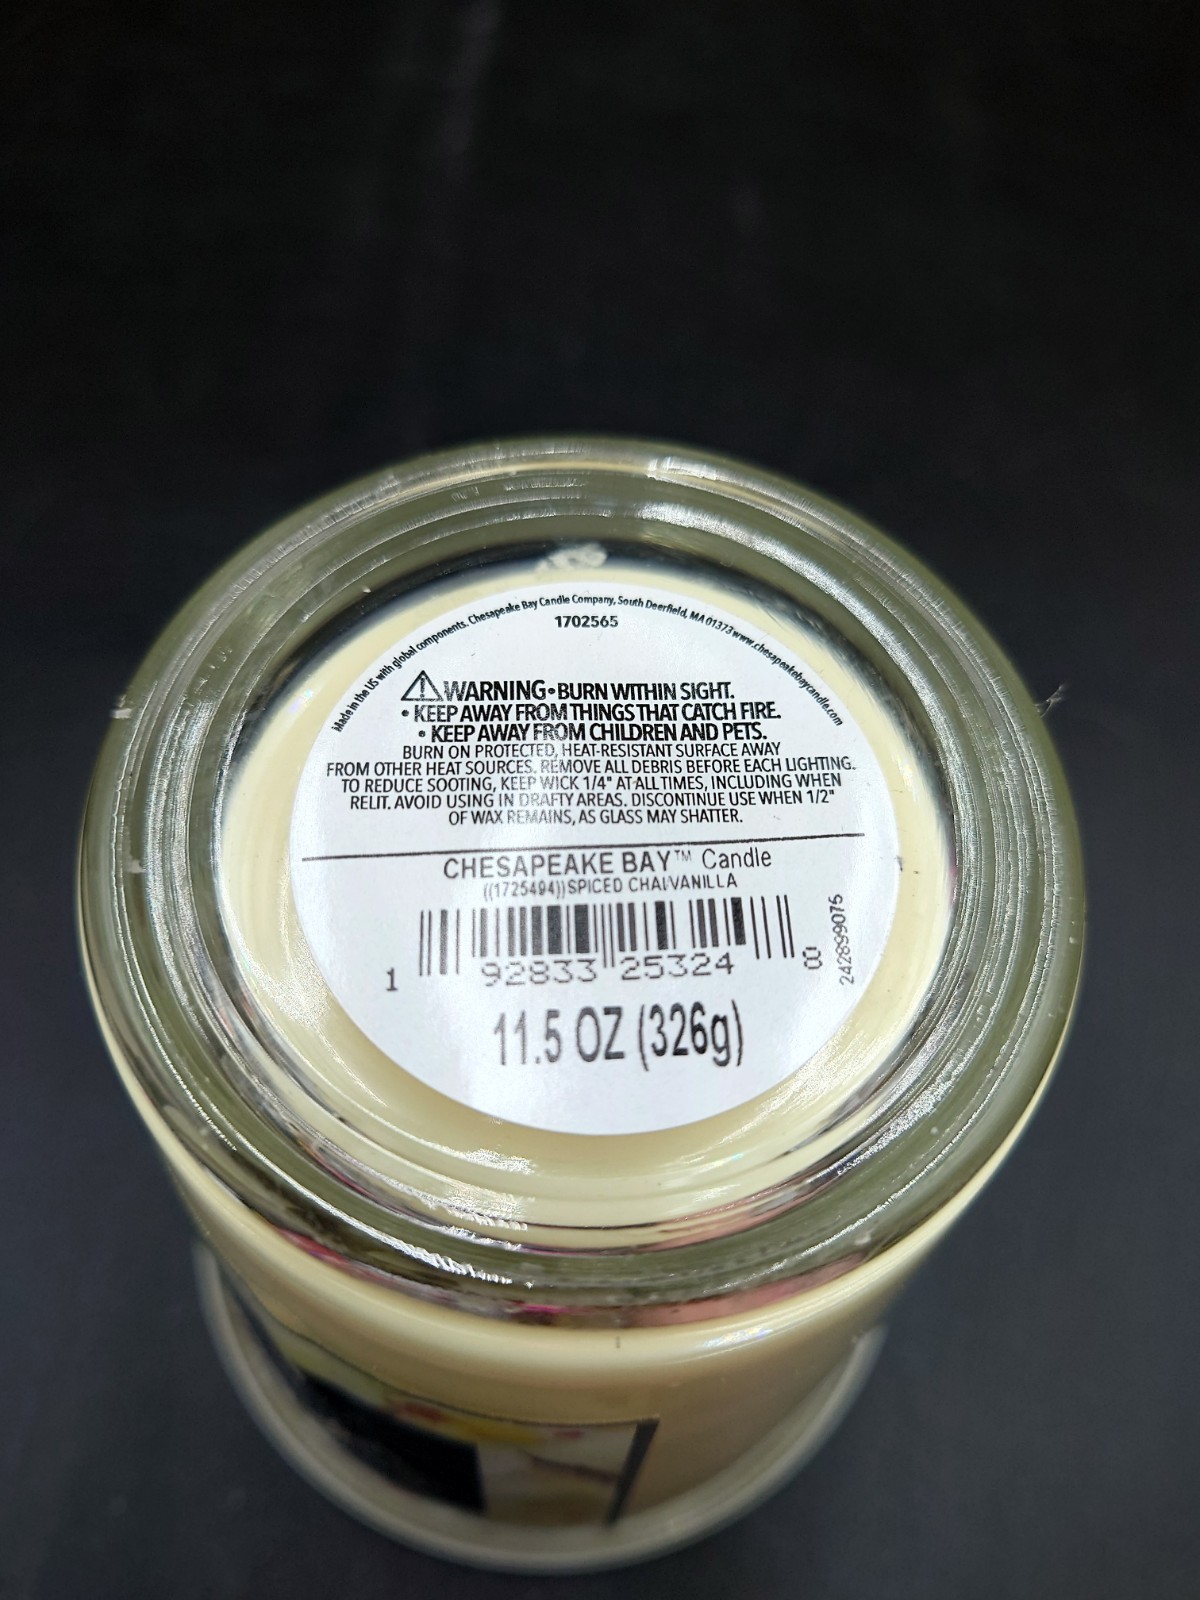 Made in the US with global components. Chesapeake Bay Candle Company, South Deerfield, MA 01373 www.chesapeakebaycandle.com
1702565
⚠ WARNING • BURN WITHIN SIGHT.
• KEEP AWAY FROM THINGS THAT CATCH FIRE.
• KEEP AWAY FROM CHILDREN AND PETS.
BURN ON PROTECTED, HEAT-RESISTANT SURFACE AWAY
FROM OTHER HEAT SOURCES. REMOVE ALL DEBRIS BEFORE EACH LIGHTING.
TO REDUCE SOOTING, KEEP WICK 1/4" AT ALL TIMES, INCLUDING WHEN
RELIT. AVOID USING IN DRAFTY AREAS. DISCONTINUE USE WHEN 1/2"
OF WAX REMAINS, AS GLASS MAY SHATTER.
CHESAPEAKE BAY™ Candle
((1725494))SPICED CHAI/VANILLA
1 92833 25324 8
242899075
11.5 OZ (326g)